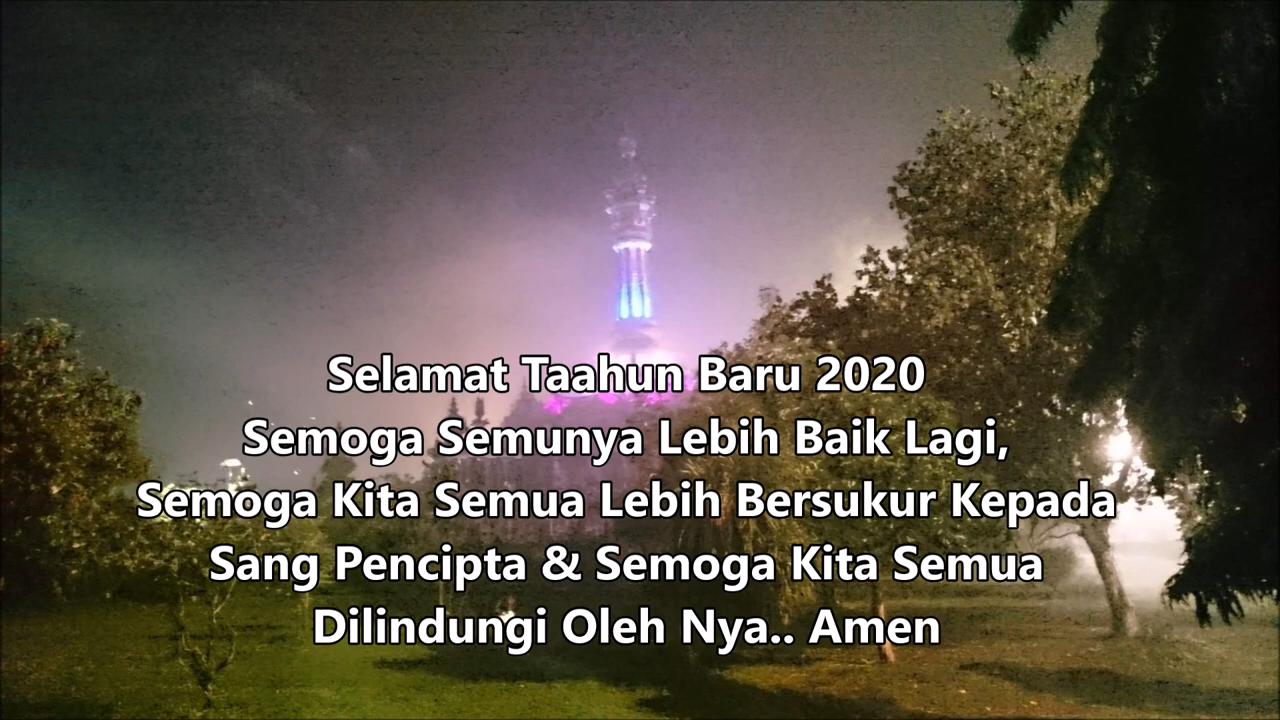 Selamat Taahun Baru 2020
Semoga Semunya Lebih Baik Lagi,
Semoga Kita Semua Lebih Bersukur Kepada
Sang Pencipta & Semoga Kita Semua
Dilindungi Oleh Nya.. Amen